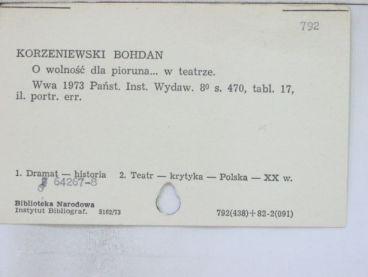 792
KORZENIEWSKI BOHDAN
O wolność dla pioruna... w teatrze.
Wwa 1973 Państ. Inst. Wydaw. 8⁰ s. 470, tabl. 17,
il. portr. err.
1. Dramat — historia 2. Teatr — krytyka — Polska — XX w.
64267-8
Biblioteka Narodowa
Instytut Bibliograf. 5162/73 792(438)+82-2(091)